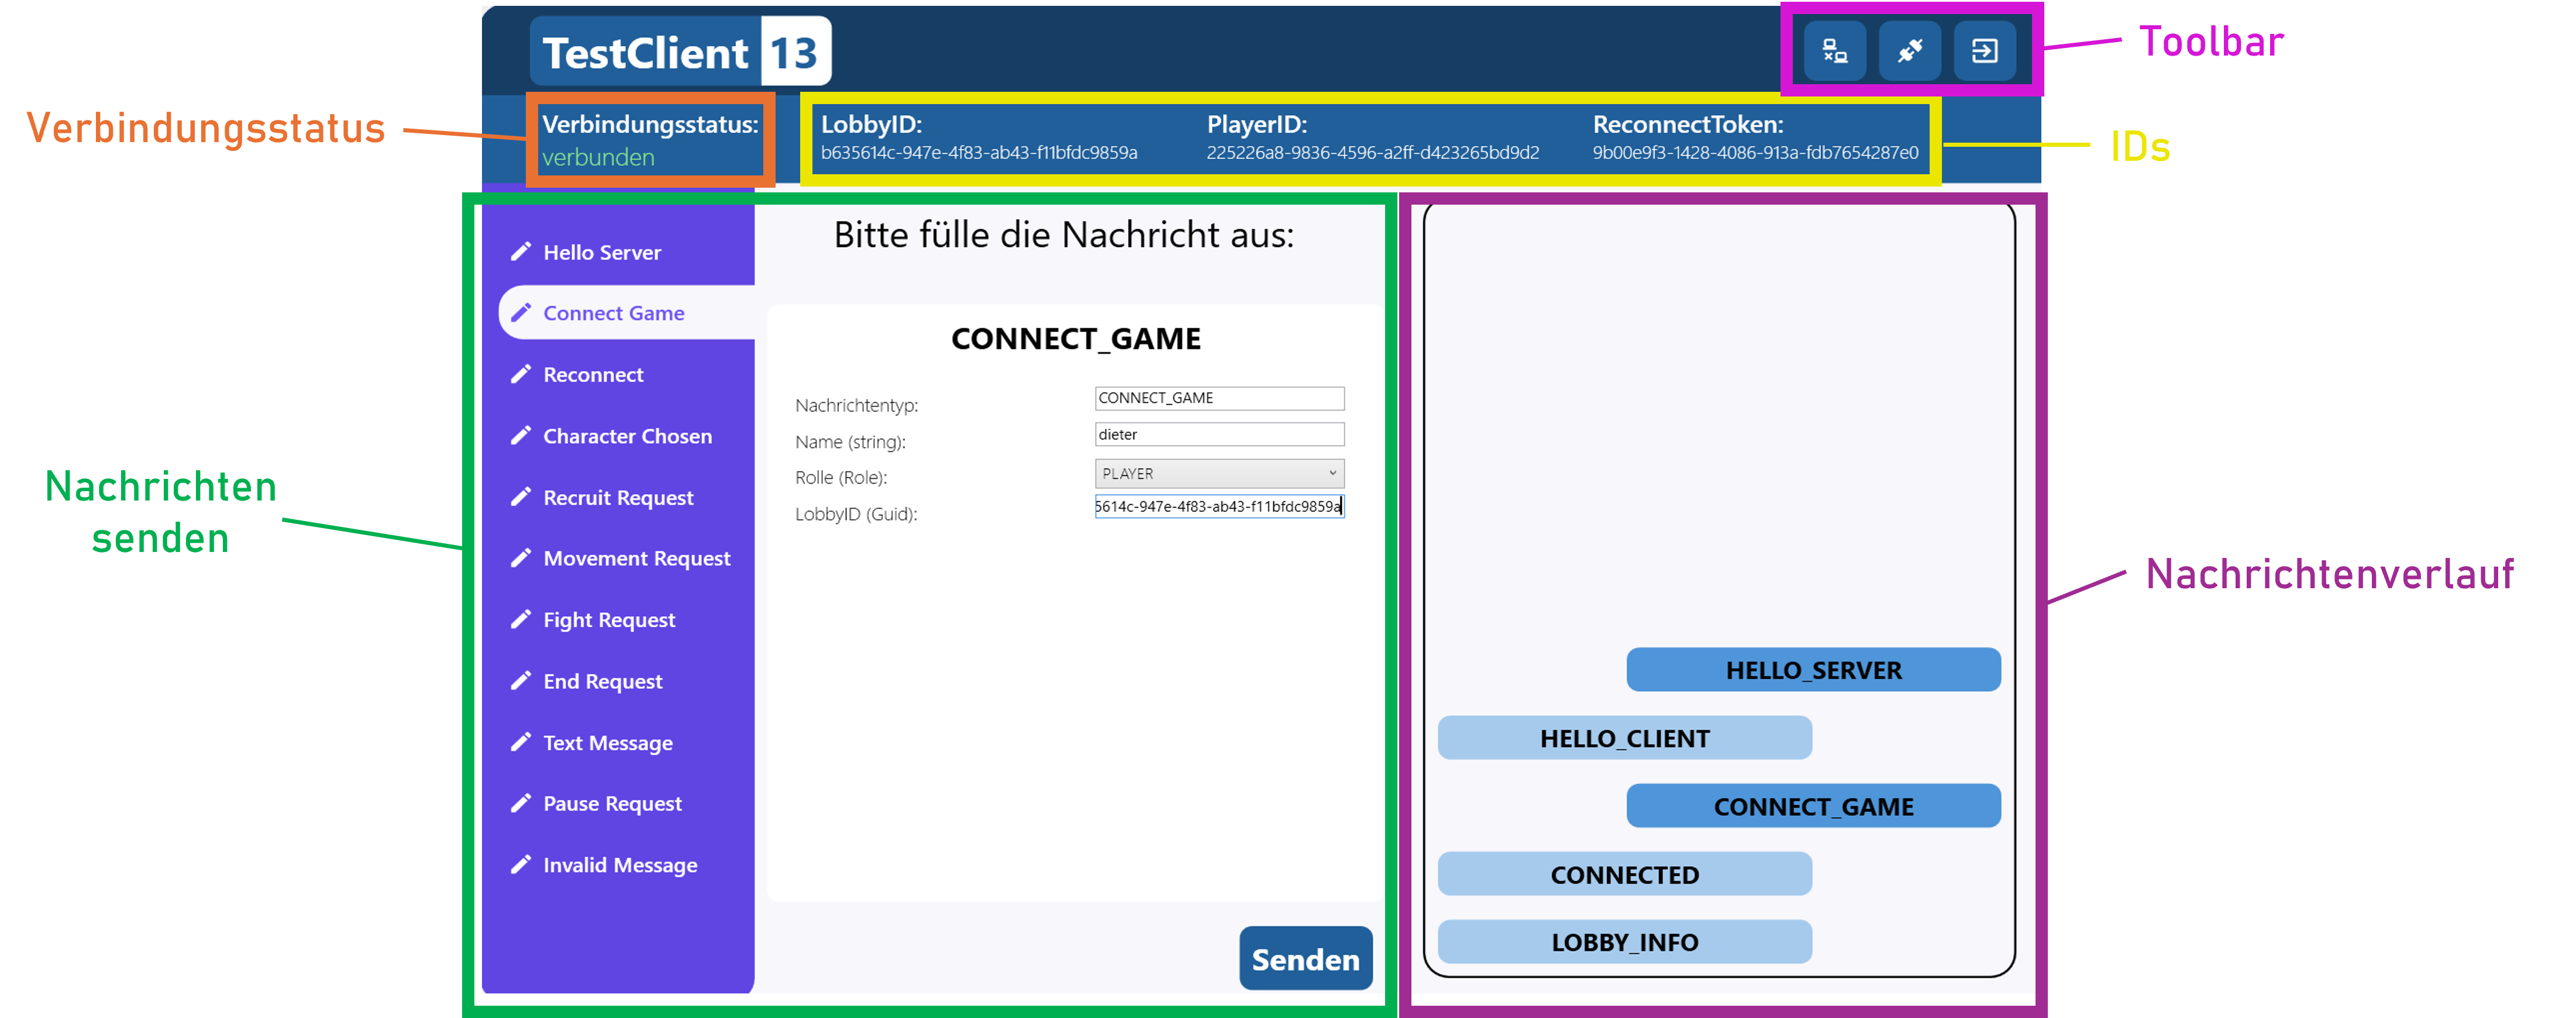 TestClient 13
Toolbar
Verbindungsstatus
Verbindungsstatus:
verbunden
LobbyID:
b635614c-947e-4f83-ab43-f11bfdc9859a
PlayerID:
225226a8-9836-4596-a2ff-d423265bd9d2
ReconnectToken:
9b00e9f3-1428-4086-913a-fdb7654287e0
IDs
Nachrichten
senden
Hello Server
Connect Game
Reconnect
Character Chosen
Recruit Request
Movement Request
Fight Request
End Request
Text Message
Pause Request
Invalid Message
Bitte fülle die Nachricht aus:
CONNECT_GAME
Nachrichtentyp: CONNECT_GAME
Name (string): dieter
Rolle (Role): PLAYER
LobbyID (Guid): 5614c-947e-4f83-ab43-f11bfdc9859a
Senden
HELLO_SERVER
HELLO_CLIENT
CONNECT_GAME
CONNECTED
LOBBY_INFO
Nachrichtenverlauf